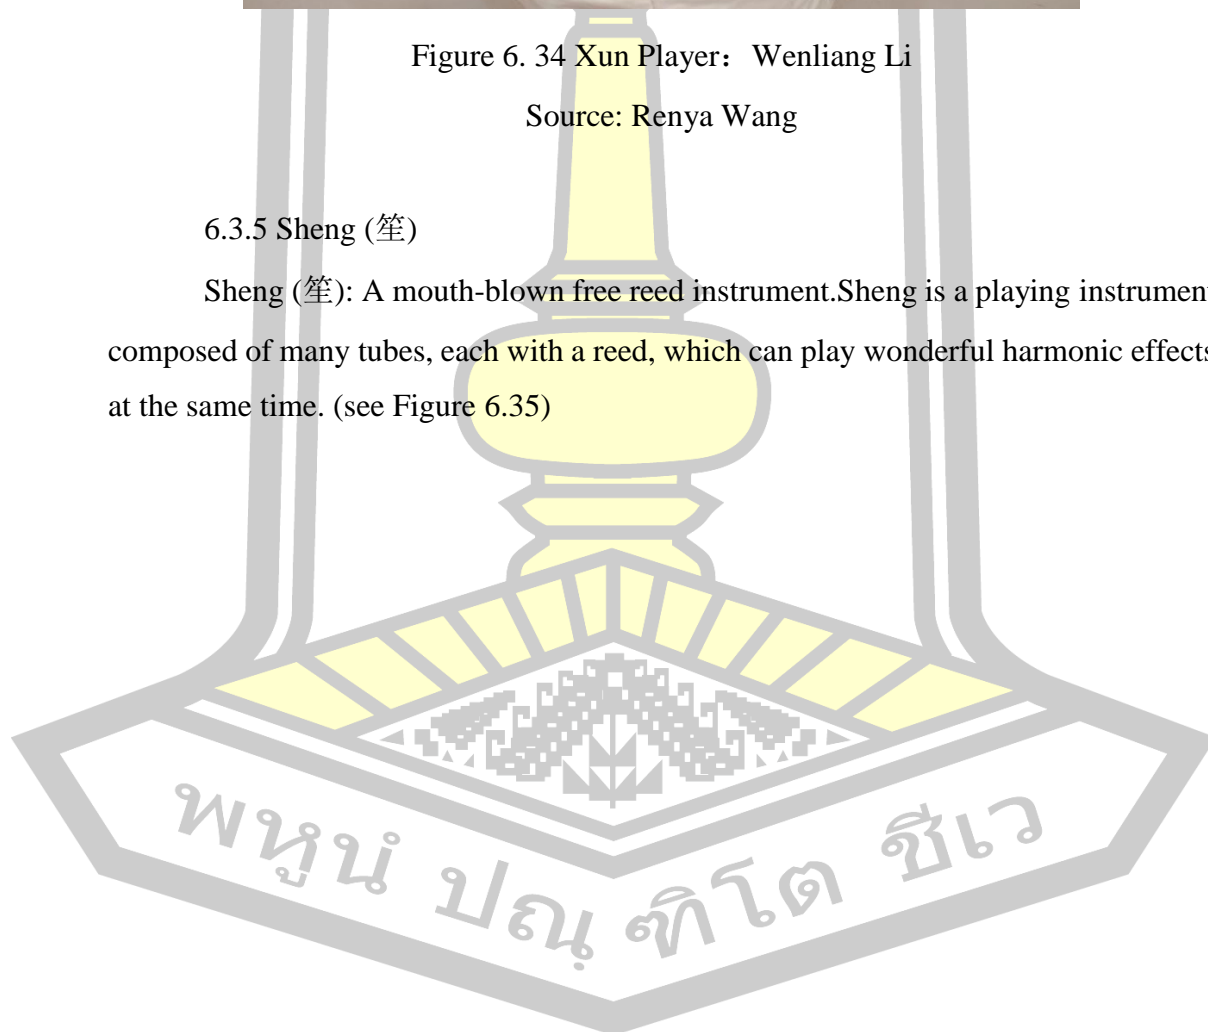 Figure 6. 34 Xun Player：Wenliang Li
Source: Renya Wang
6.3.5 Sheng (笙)
Sheng (笙): A mouth-blown free reed instrument.Sheng is a playing instrument
composed of many tubes, each with a reed, which can play wonderful harmonic effects
at the same time. (see Figure 6.35)
พหูนํ ปณฺฑิโต ชีเว